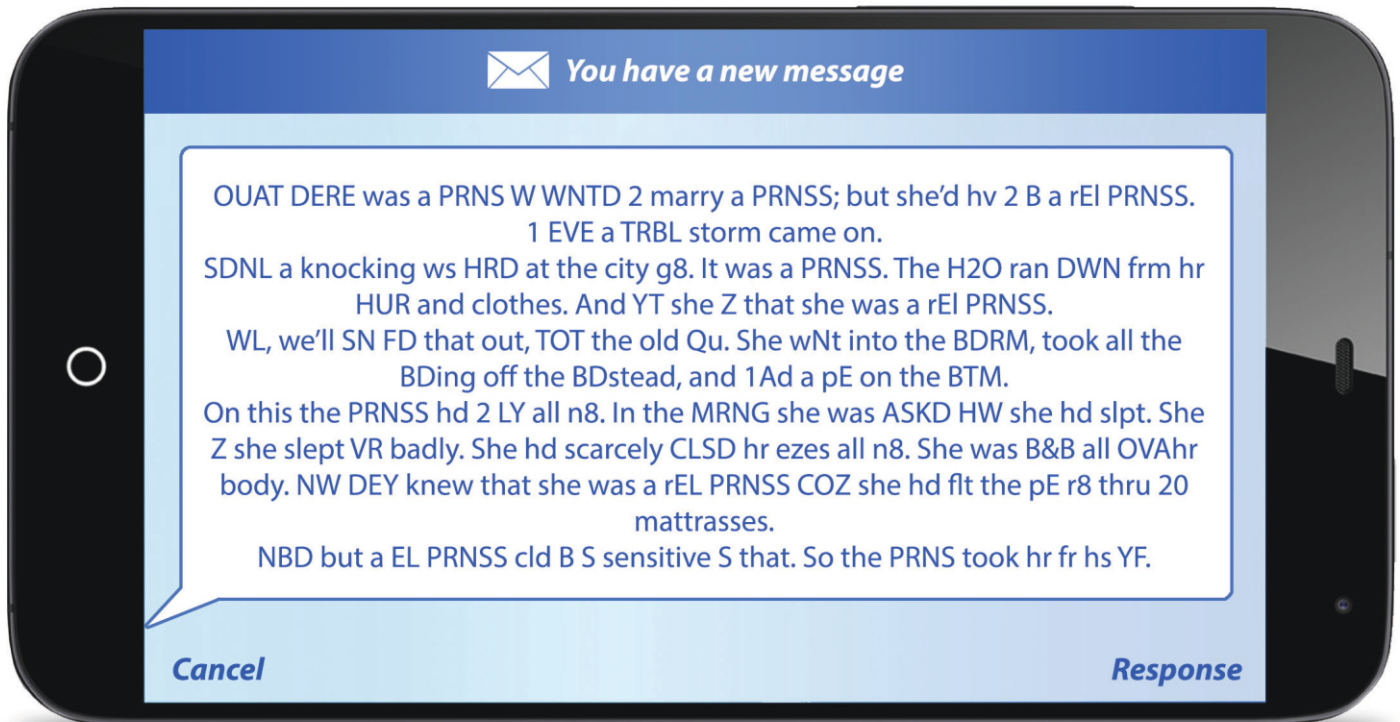 You have a new message
OUAT DERE was a PRNS W WNTD 2 marry a PRNSS; but she’d hv 2 B a rEl PRNSS.
1 EVE a TRBL storm came on.
SDNL a knocking ws HRD at the city g8. It was a PRNSS. The H2O ran DWN frm hr
HUR and clothes. And YT she Z that she was a rEl PRNSS.
WL, we’ll SN FD that out, TOT the old Qu. She wNt into the BDRM, took all the
BDing off the BDstead, and 1Ad a pE on the BTM.
On this the PRNSS hd 2 LY all n8. In the MRNG she was ASKD HW she hd slpt. She
Z she slept VR badly. She hd scarcely CLSD hr ezes all n8. She was B&B all OVAhr
body. NW DEY knew that she was a rEL PRNSS COZ she hd flt the pE r8 thru 20
mattrasses.
NBD but a EL PRNSS cld B S sensitive S that. So the PRNS took hr fr hs YF.
Cancel
Response